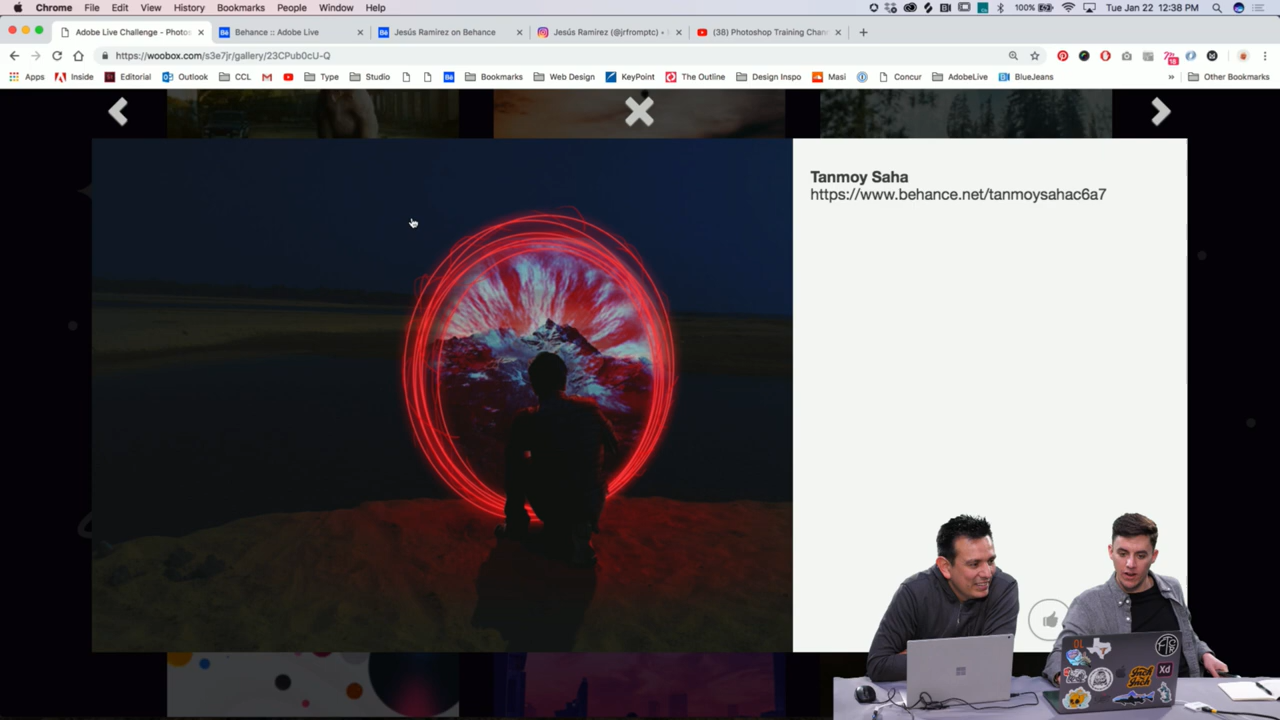 Chrome File Edit View History Bookmarks People Window Help
100% Tue Jan 22 12:38 PM
Adobe Live Challenge - Photos
Behance :: Adobe Live
Jesús Ramirez on Behance
Jesús Ramirez (@jrfromptc) •
(38) Photoshop Training Chan
https://woobox.com/s3e7jr/gallery/23CPub0cU-Q
Apps Inside Editorial Outlook CCL Type Studio Bookmarks Web Design KeyPoint The Outline Design Inspo Masi Concur AdobeLive BlueJeans » Other Bookmarks
Tanmoy Saha
https://www.behance.net/tanmoysahac6a7
Xd